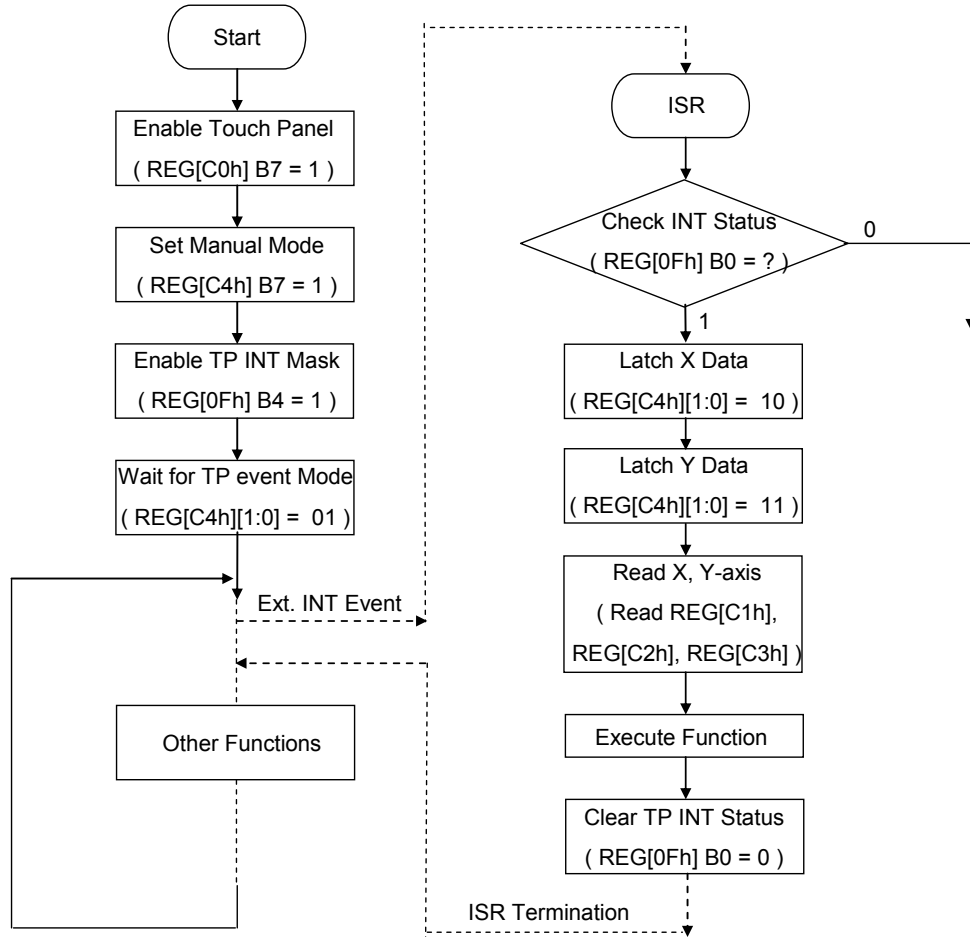 Start
Enable Touch Panel
( REG[C0h] B7 = 1 )
Set Manual Mode
( REG[C4h] B7 = 1 )
Enable TP INT Mask
( REG[0Fh] B4 = 1 )
Wait for TP event Mode
( REG[C4h][1:0] = 01 )
Ext. INT Event
Other Functions
ISR
Check INT Status
( REG[0Fh] B0 = ? )
0
1
Latch X Data
( REG[C4h][1:0] = 10 )
Latch Y Data
( REG[C4h][1:0] = 11 )
Read X, Y-axis
( Read REG[C1h],
REG[C2h], REG[C3h] )
Execute Function
Clear TP INT Status
( REG[0Fh] B0 = 0 )
ISR Termination